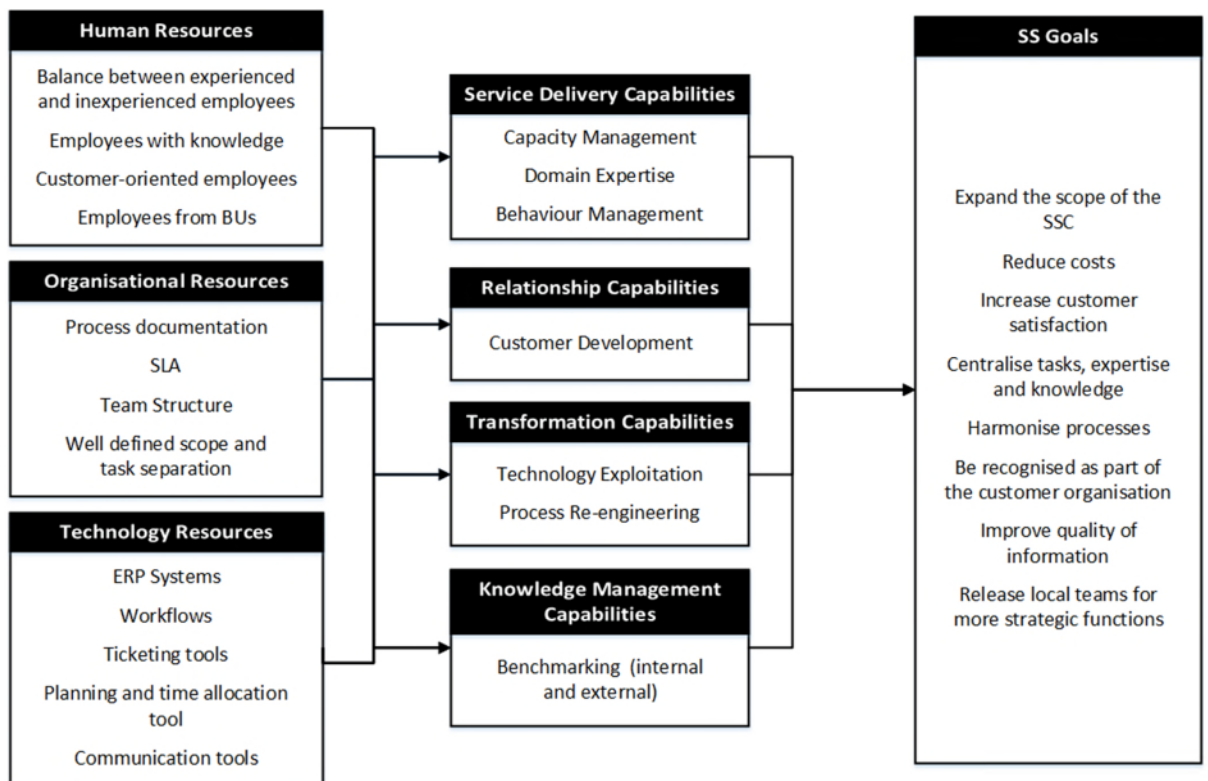 Human Resources
Balance between experienced
and inexperienced employees
Employees with knowledge
Customer-oriented employees
Employees from BUs
Organisational Resources
Process documentation
SLA
Team Structure
Well defined scope and
task separation
Technology Resources
ERP Systems
Workflows
Ticketing tools
Planning and time allocation
tool
Communication tools
Service Delivery Capabilities
Capacity Management
Domain Expertise
Behaviour Management
Relationship Capabilities
Customer Development
Transformation Capabilities
Technology Exploitation
Process Re-engineering
Knowledge Management
Capabilities
Benchmarking (internal
and external)
SS Goals
Expand the scope of the
SSC
Reduce costs
Increase customer
satisfaction
Centralise tasks, expertise
and knowledge
Harmonise processes
Be recognised as part of
the customer organisation
Improve quality of
information
Release local teams for
more strategic functions